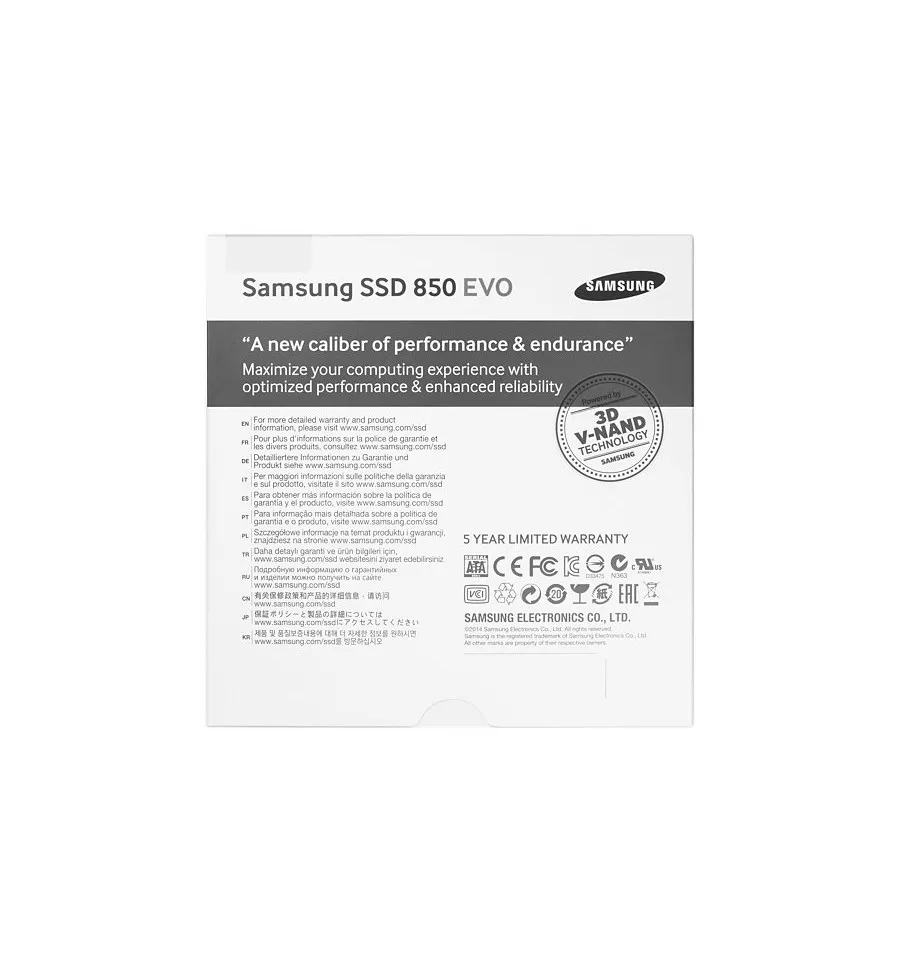 Samsung SSD 850 EVO
SAMSUNG
“A new caliber of performance & endurance”
Maximize your computing experience with
optimized performance & enhanced reliability
Powered by
3D
V-NAND
TECHNOLOGY
SAMSUNG
EN For more detailed warranty and product
information, please visit www.samsung.com/ssd
FR Pour plus d'informations sur la police de garantie et
les divers produits, consultez www.samsung.com/ssd
DE Detailliertere Informationen zu Garantie und
Produkt siehe www.samsung.com/ssd
IT Per maggiori informazioni sulle politiche della garanzia
e sul prodotto, visitate il sito www.samsung.com/ssd
ES Para obtener más información sobre la política de
garantía y el producto, visite www.samsung.com/ssd
PT Para informação mais detalhada sobre a política de
garantia e o produto, visite www.samsung.com/ssd
PL Szczegółowe informacje na temat produktu i gwarancji,
znajdziesz na stronie www.samsung.com/ssd
TR Daha detaylı garanti ve ürün bilgileri için,
www.samsung.com/ssd websitesini ziyaret edebilirsiniz
RU Подробную информацию о гарантийных
и изделии можно получить на сайте
www.samsung.com/ssd
CN 有关保修政策和产品的详细信息，请访问
www.samsung.com/ssd
JP 保証ポリシーと製品の詳細については
www.samsung.com/ssdにアクセスしてください
KR 제품 및 품질보증내용에 대해 더 자세한 정보를 원하시면
www.samsung.com/ssd를 방문하십시오
5 YEAR LIMITED WARRANTY
SERIAL ATA CE FC D33475 N363 c RU US
VCI 20 紙 EAC
SAMSUNG ELECTRONICS CO., LTD.
©2014 Samsung Electronics Co., Ltd. All rights reserved.
Samsung is the registered trademark of Samsung Electronics Co., Ltd.
All other marks are property of their respective owners.